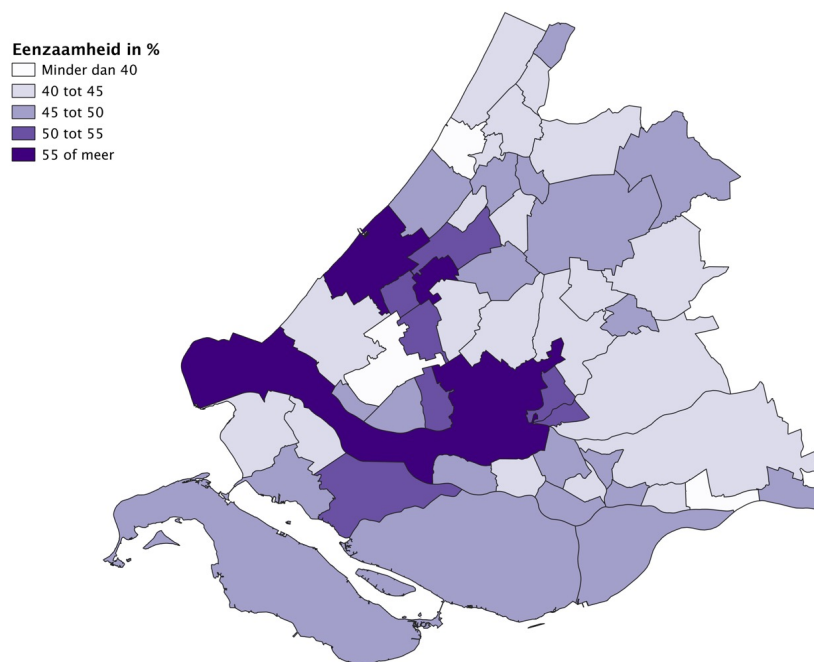 Eenzaamheid in %
Minder dan 40
40 tot 45
45 tot 50
50 tot 55
55 of meer